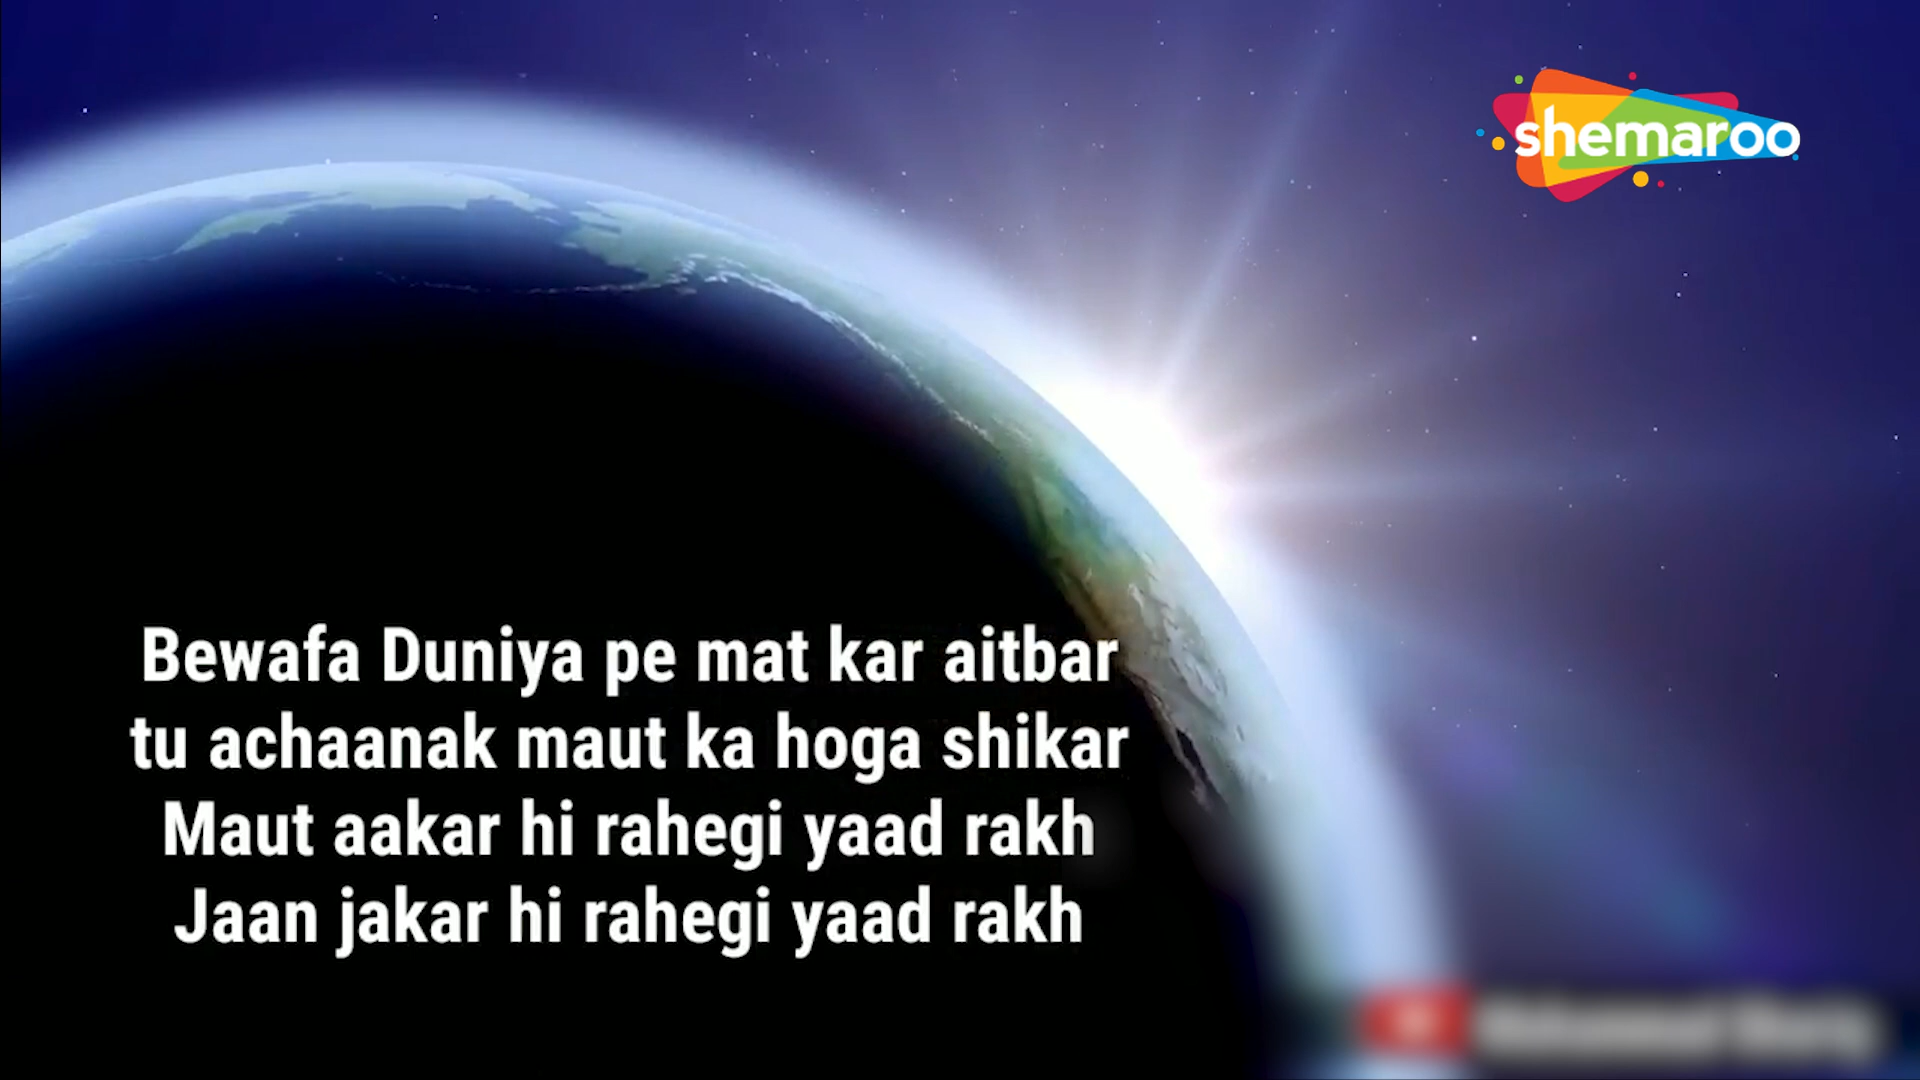 shemaroo
Bewafa Duniya pe mat kar aitbar
tu achaanak maut ka hoga shikar
Maut aakar hi rahegi yaad rakh
Jaan jakar hi rahegi yaad rakh